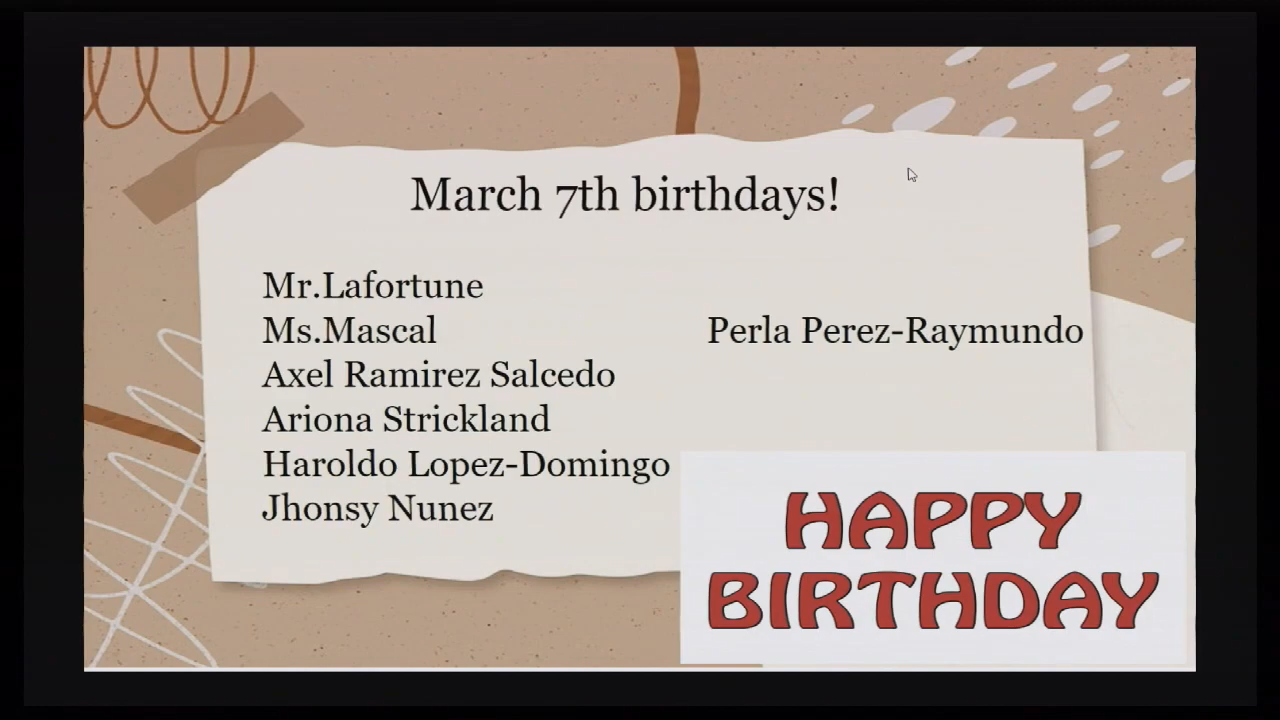 March 7th birthdays!
Mr.Lafortune
Ms.Mascal
Axel Ramirez Salcedo
Ariona Strickland
Haroldo Lopez-Domingo
Jhonsy Nunez
Perla Perez-Raymundo
HAPPY
BIRTHDAY